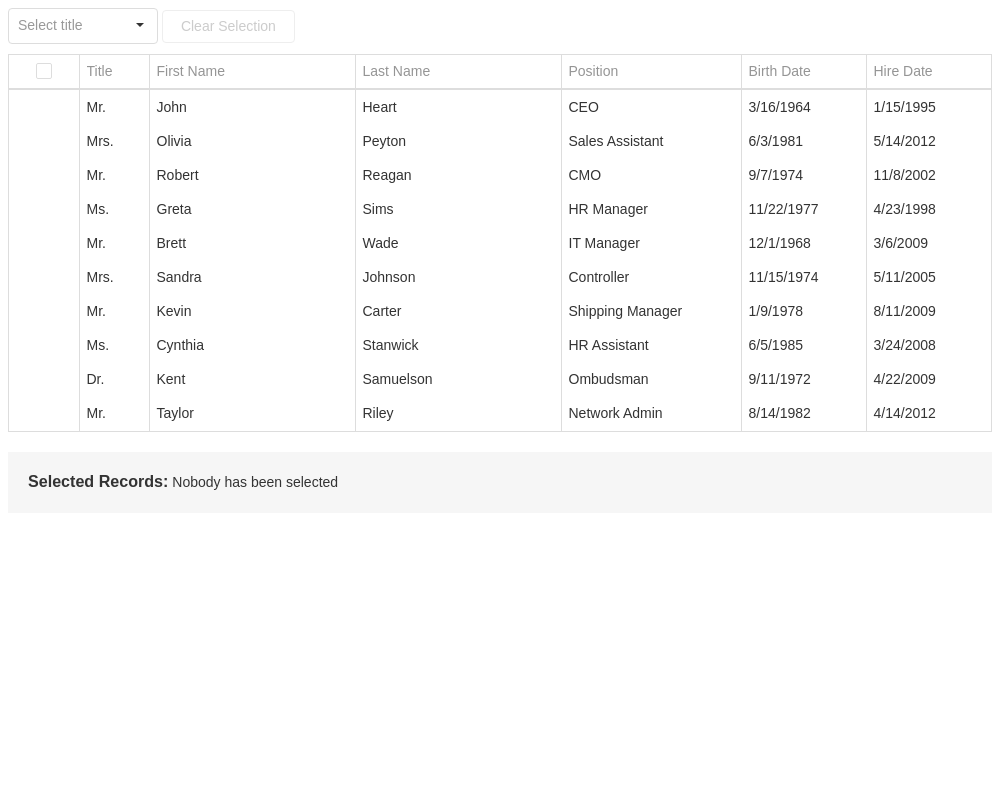 Select title Clear Selection
Title First Name Last Name Position Birth Date Hire Date
Mr. John Heart CEO 3/16/1964 1/15/1995
Mrs. Olivia Peyton Sales Assistant 6/3/1981 5/14/2012
Mr. Robert Reagan CMO 9/7/1974 11/8/2002
Ms. Greta Sims HR Manager 11/22/1977 4/23/1998
Mr. Brett Wade IT Manager 12/1/1968 3/6/2009
Mrs. Sandra Johnson Controller 11/15/1974 5/11/2005
Mr. Kevin Carter Shipping Manager 1/9/1978 8/11/2009
Ms. Cynthia Stanwick HR Assistant 6/5/1985 3/24/2008
Dr. Kent Samuelson Ombudsman 9/11/1972 4/22/2009
Mr. Taylor Riley Network Admin 8/14/1982 4/14/2012
Selected Records: Nobody has been selected